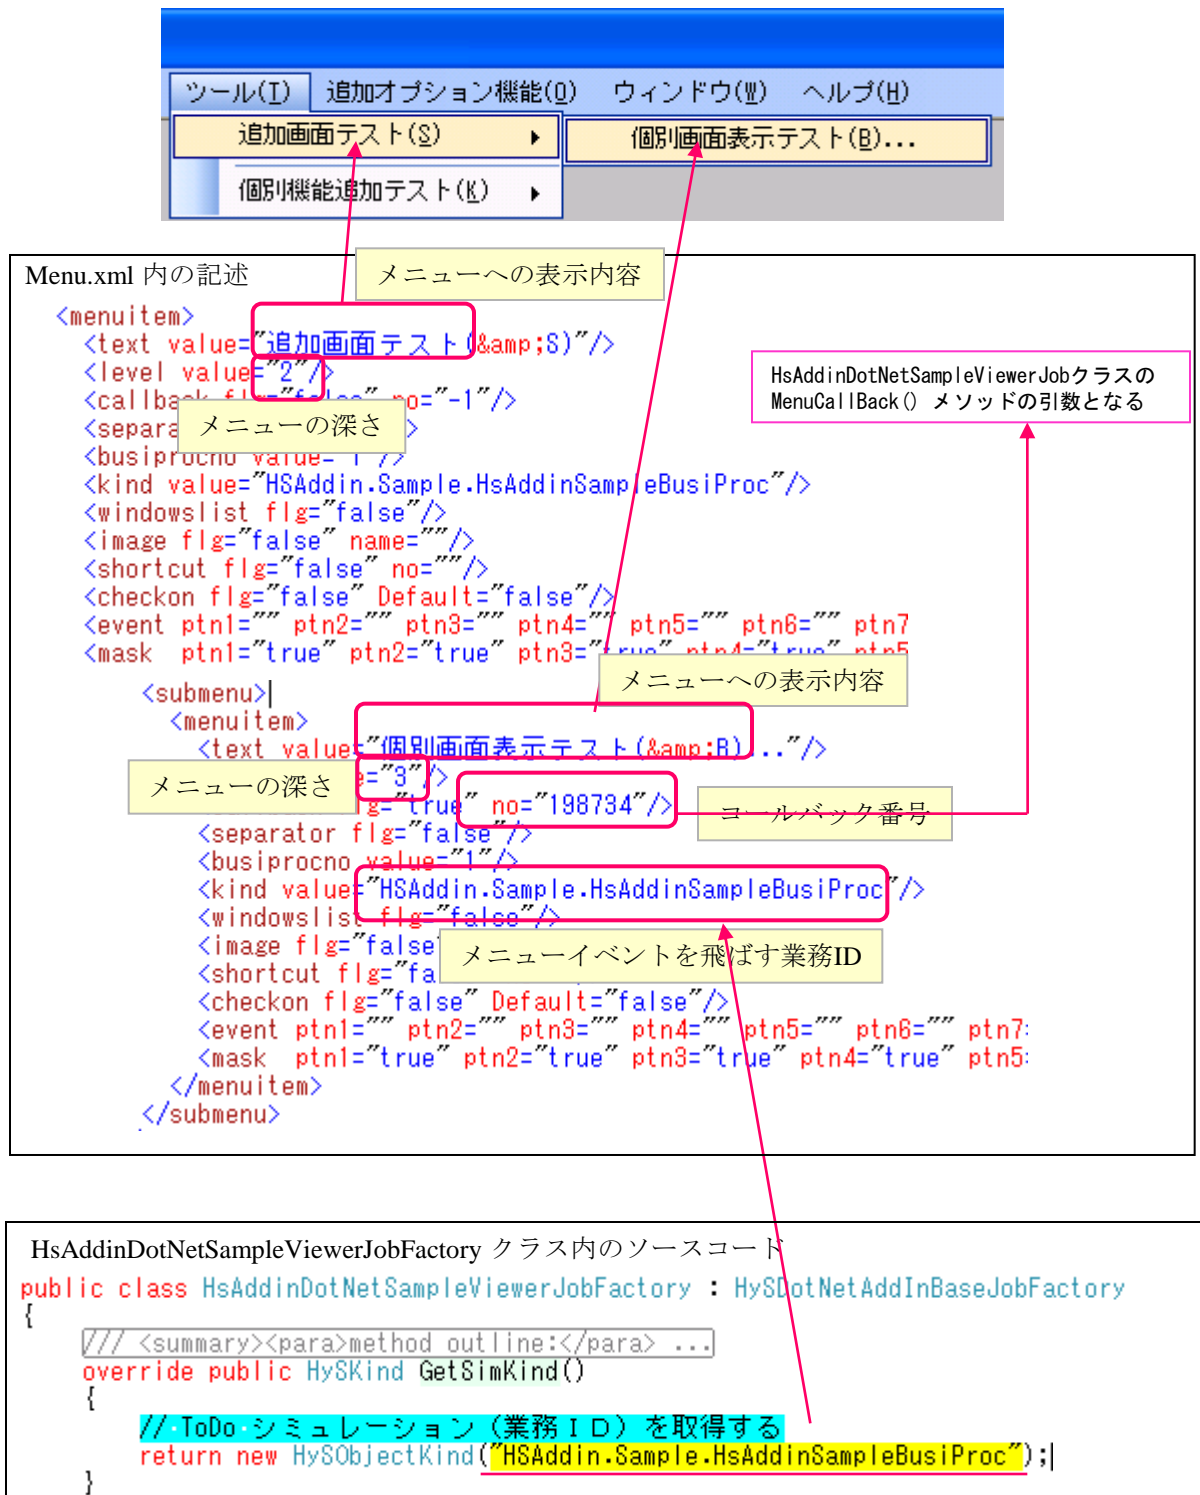 ツール(T) 追加オプション機能(O) ウィンドウ(W) ヘルプ(H)
追加画面テスト(S) 個別画面表示テスト(B)...
個別機能追加テスト(K)
Menu.xml 内の記述
メニューへの表示内容
<menuitem>
<text value="追加画面テスト(&amp;S)"/>
<level value="2"/>
<callback flg="false" no="-1"/>
メニューの深さ
<separa
<busiprocno value="1"/>
<kind value="HSAddin.Sample.HsAddinSampleBusiProc"/>
<windowslist flg="false"/>
<image flg="false" name=""/>
<shortcut flg="false" no=""/>
<checkon flg="false" Default="false"/>
<event ptn1="" ptn2="" ptn3="" ptn4="" ptn5="" ptn6="" ptn7
<mask ptn1="true" ptn2="true" ptn3="true" ptn4="true" ptn5
HsAddinDotNetSampleViewerJobクラスの
MenuCallBack() メソッドの引数となる
メニューへの表示内容
<submenu>
<menuitem>
<text value="個別画面表示テスト(&amp;B)..."/>
メニューの深さ
e="3"/>
g="true" no="198734"/>
コールバック番号
<separator flg="false"/>
<busiprocno value="1"/>
<kind value="HSAddin.Sample.HsAddinSampleBusiProc"/>
<windowslist flg="false"/>
<image flg="false"
メニューイベントを飛ばす業務ID
<shortcut flg="fa
<checkon flg="false" Default="false"/>
<event ptn1="" ptn2="" ptn3="" ptn4="" ptn5="" ptn6="" ptn7=
<mask ptn1="true" ptn2="true" ptn3="true" ptn4="true" ptn5=
</menuitem>
</submenu>
HsAddinDotNetSampleViewerJobFactory クラス内のソースコード
public class HsAddinDotNetSampleViewerJobFactory : HySDotNetAddInBaseJobFactory
{
/// <summary><para>method outline:</para> ...
override public HySKind GetSimKind()
{
// ToDo シミュレーション（業務ＩＤ）を取得する
return new HySObjectKind("HSAddin.Sample.HsAddinSampleBusiProc");
}